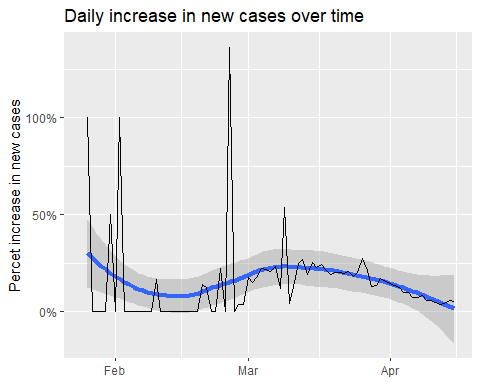 Daily increase in new cases over time
Percet increase in new cases
100%
50%
0%
Feb
Mar
Apr